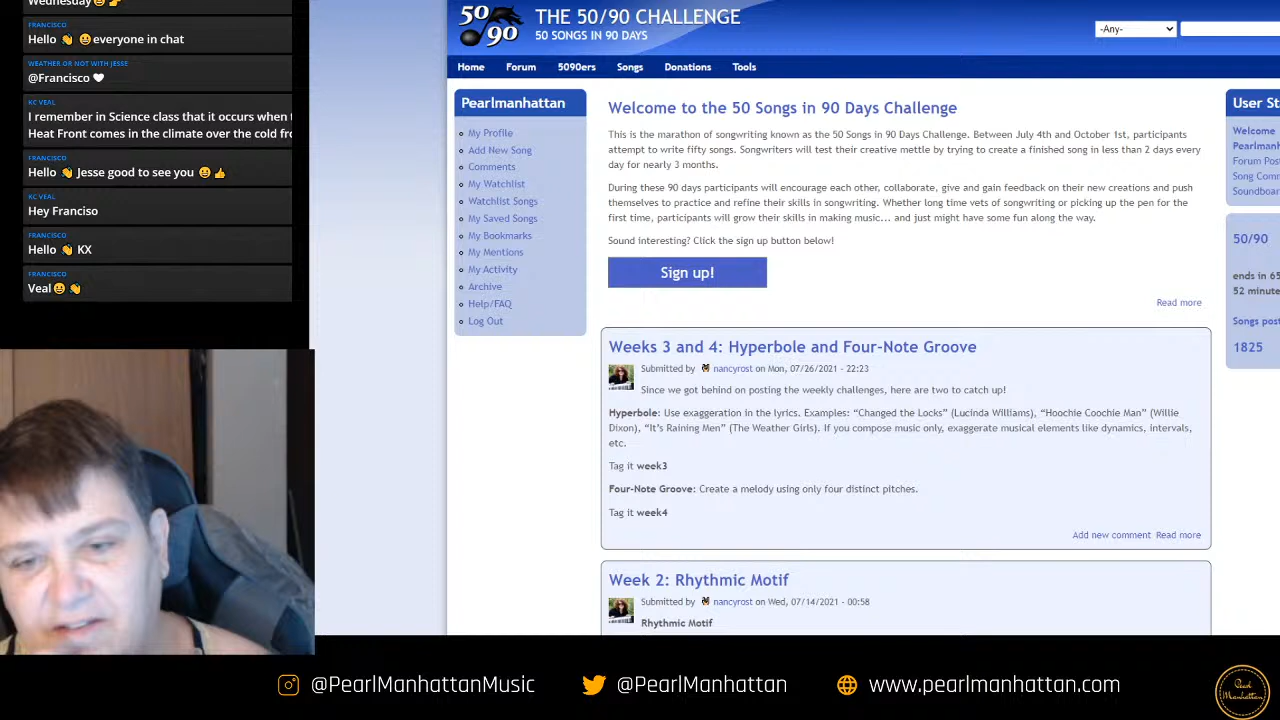 Wednesday😄👍
FRANCISCO
Hello 👋 😄 everyone in chat
WEATHER OR NOT WITH JESSE
@Francisco ❤
KC VEAL
I remember in Science class that it occurs when
Heat Front comes in the climate over the cold
FRANCISCO
Hello 👋 Jesse good to see you 😄👍
KC VEAL
Hey Franciso
FRANCISCO
Hello 👋 KX
FRANCISCO
Veal😄 👋
50
90
THE 50/90 CHALLENGE
50 SONGS IN 90 DAYS
-Any-
Home Forum 5090ers Songs Donations Tools
Pearlmanhattan
My Profile
Add New Song
Comments
My Watchlist
Watchlist Songs
My Saved Songs
My Bookmarks
My Mentions
My Activity
Archive
Help/FAQ
Log Out
Welcome to the 50 Songs in 90 Days Challenge
This is the marathon of songwriting known as the 50 Songs in 90 Days Challenge. Between July 4th and October 1st, participants
attempt to write fifty songs. Songwriters will test their creative mettle by trying to create a finished song in less than 2 days every
day for nearly 3 months.
During these 90 days participants will encourage each other, collaborate, give and gain feedback on their new creations and push
themselves to practice and refine their skills in songwriting. Whether long time vets of songwriting or picking up the pen for the
first time, participants will grow their skills in making music... and just might have some fun along the way.
Sound interesting? Click the sign up button below!
Sign up!
Read more
Weeks 3 and 4: Hyperbole and Four-Note Groove
Submitted by nancyrost on Mon, 07/26/2021 - 22:23
Since we got behind on posting the weekly challenges, here are two to catch up!
Hyperbole: Use exaggeration in the lyrics. Examples: “Changed the Locks” (Lucinda Williams), “Hoochie Coochie Man” (Willie
Dixon), “It’s Raining Men” (The Weather Girls). If you compose music only, exaggerate musical elements like dynamics, intervals,
etc.
Tag it week3
Four-Note Groove: Create a melody using only four distinct pitches.
Tag it week4
Add new comment Read more
Week 2: Rhythmic Motif
Submitted by nancyrost on Wed, 07/14/2021 - 00:58
Rhythmic Motif
User St
Welcome
Pearlman
Forum Pos
Song Com
Soundboar
50/90
ends in 65
52 minute
Songs post
1825
@PearlManhattanMusic @PearlManhattan www.pearlmanhattan.com
Pearl
Manhattan